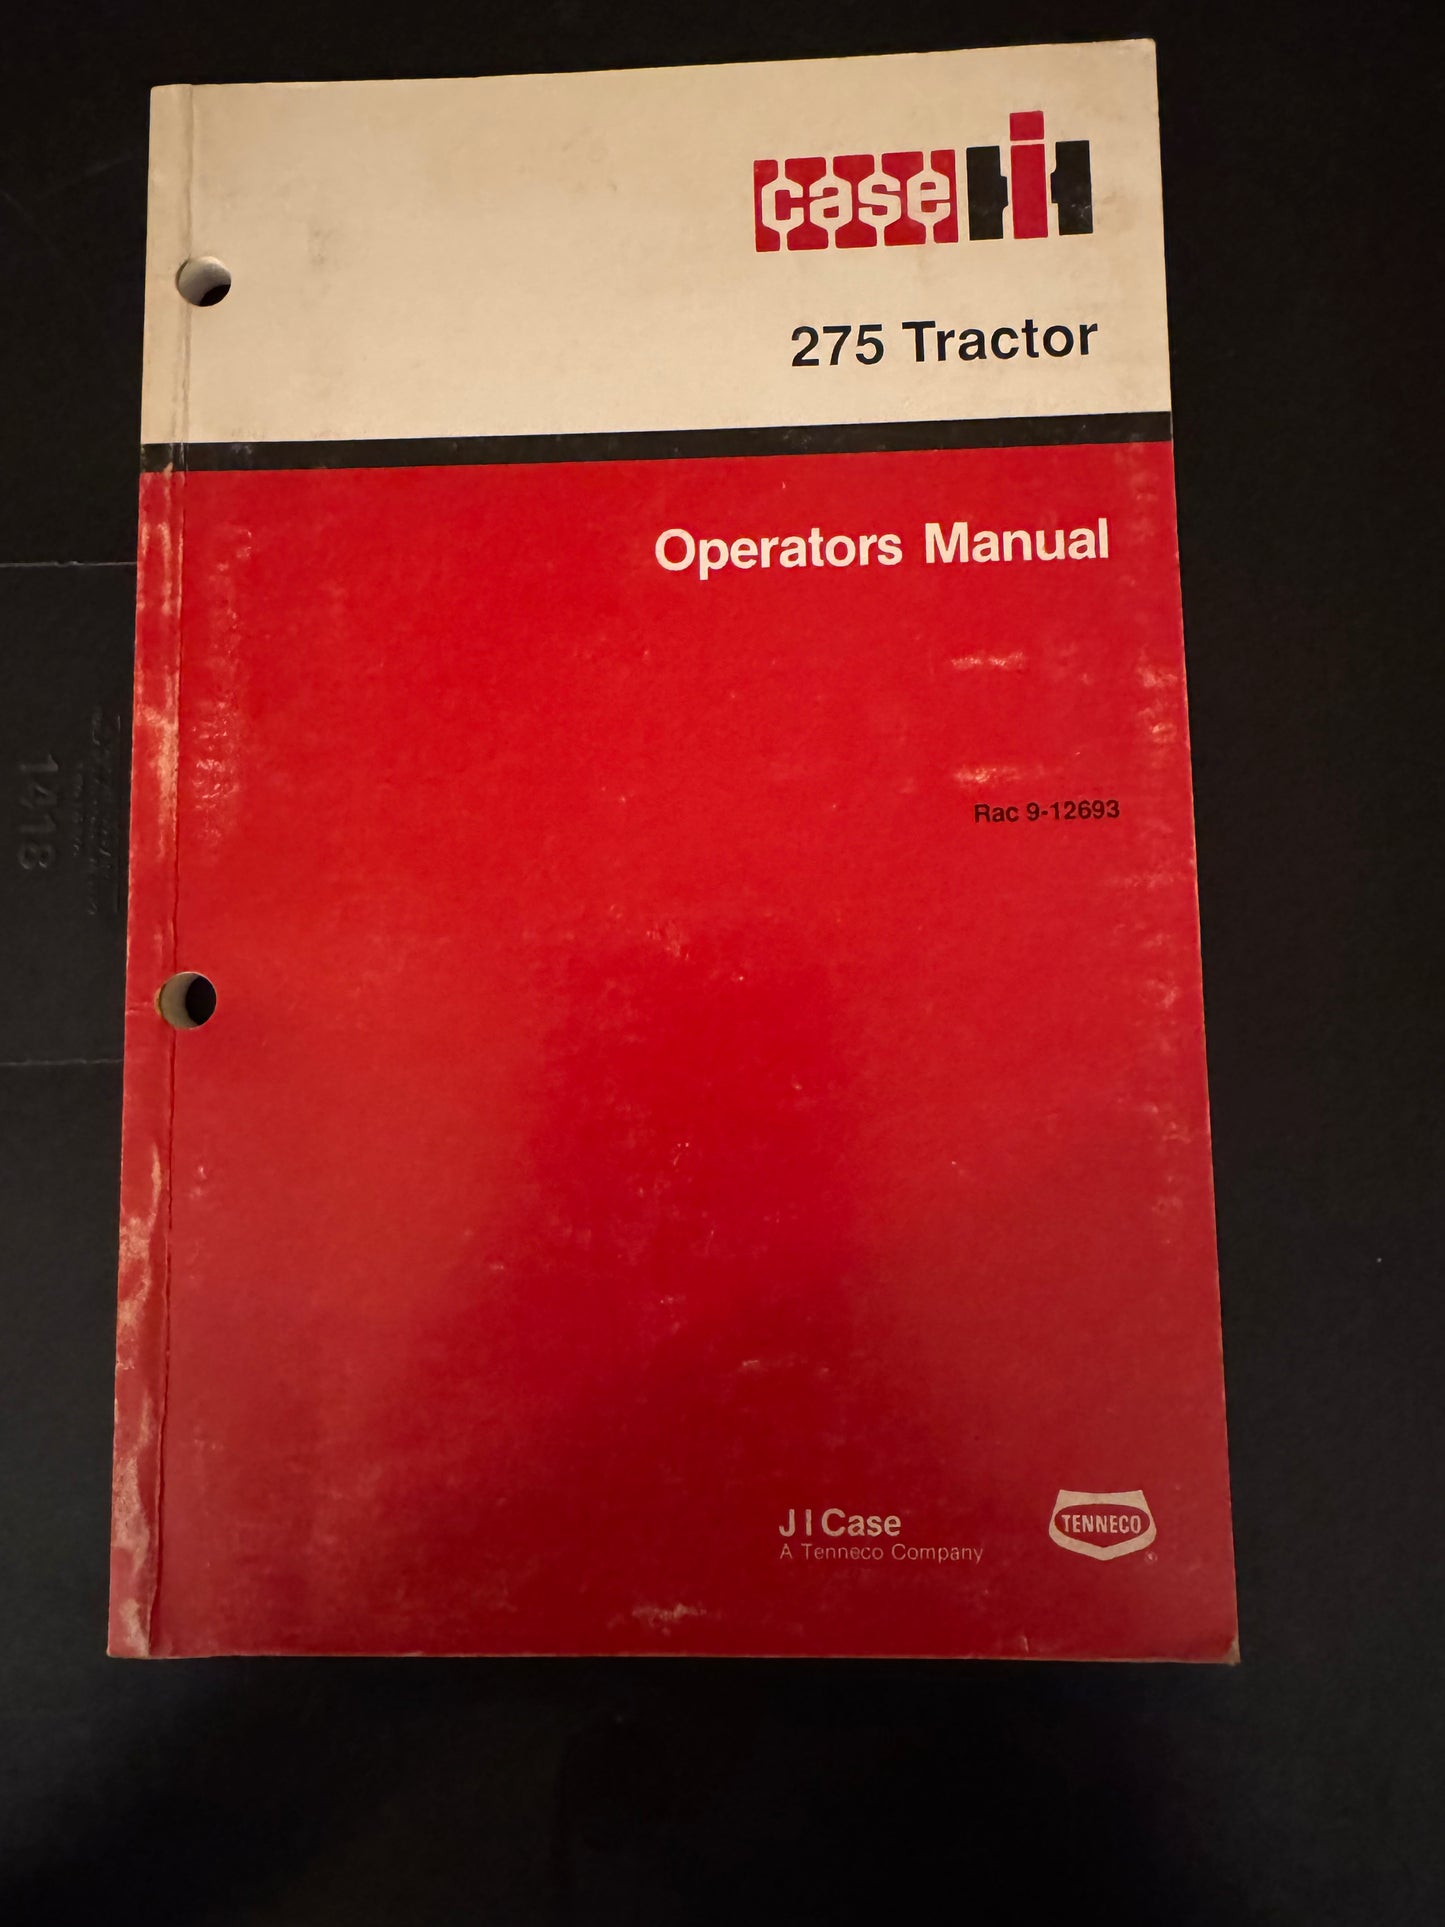 case IH
275 Tractor
Operators Manual
Rac 9-12693
J I Case
A Tenneco Company
TENNECO
®